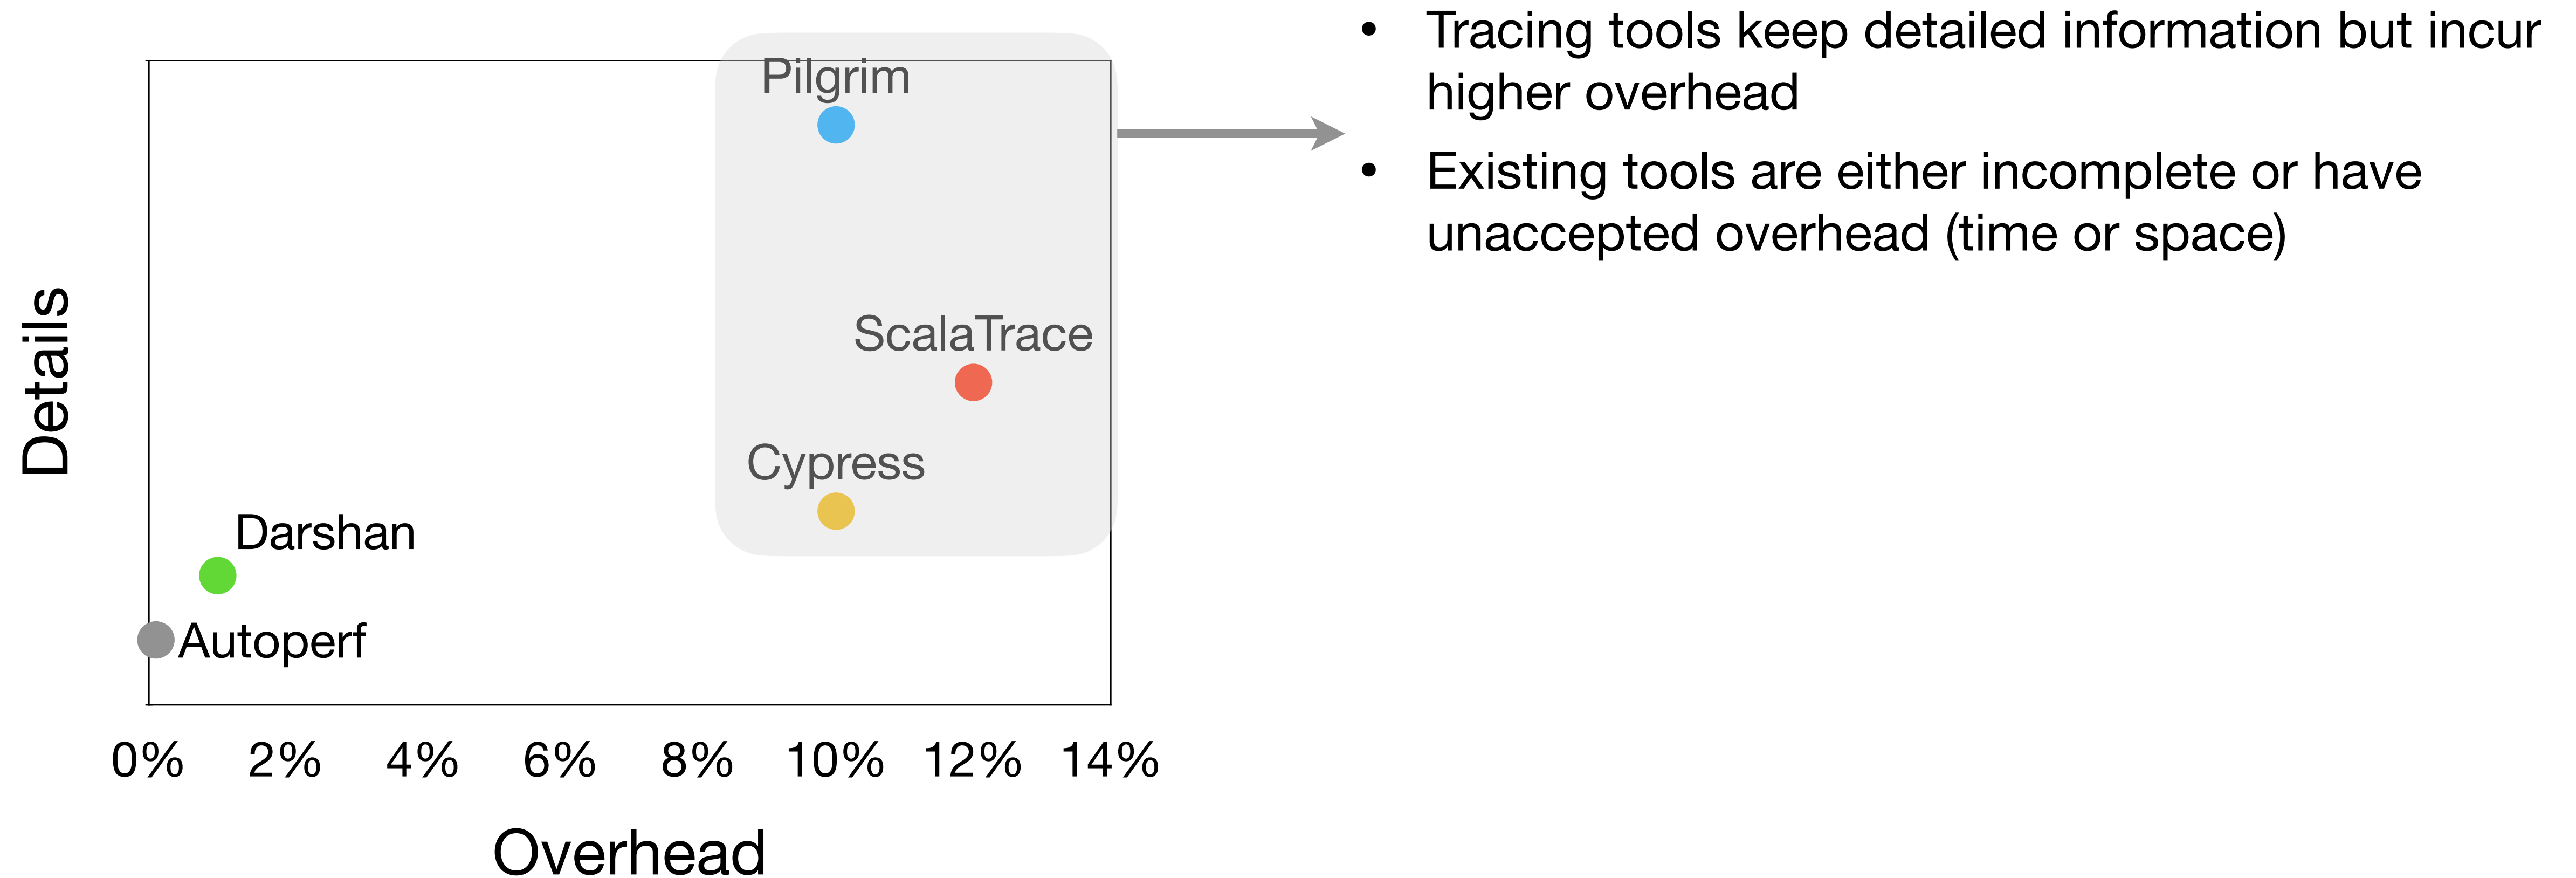 • Tracing tools keep detailed information but incur
higher overhead
• Existing tools are either incomplete or have
unaccepted overhead (time or space)
Pilgrim
ScalaTrace
Cypress
Darshan
Autoperf
Details
0% 2% 4% 6% 8% 10% 12% 14%
Overhead